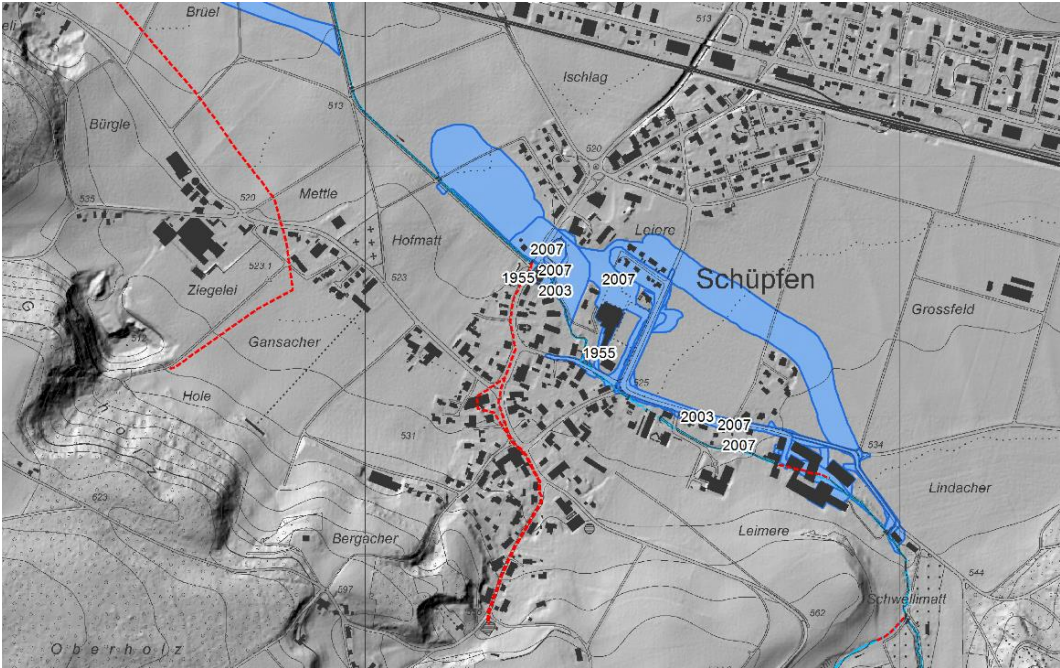 Brüel
513
Ischlag
513
Bürgle
520
536
520
Mettle
Hofmatt
Leiere
2007
2007
2007
1955
2003
523.1
523
Schüpfen
Ziegelei
Grossfeld
Gansacher
1955
525
Hole
2003
2007
2007
531
534
Lindacher
623
Leimere
Bergacher
544
597
Schwellimatt
562
Oberholz